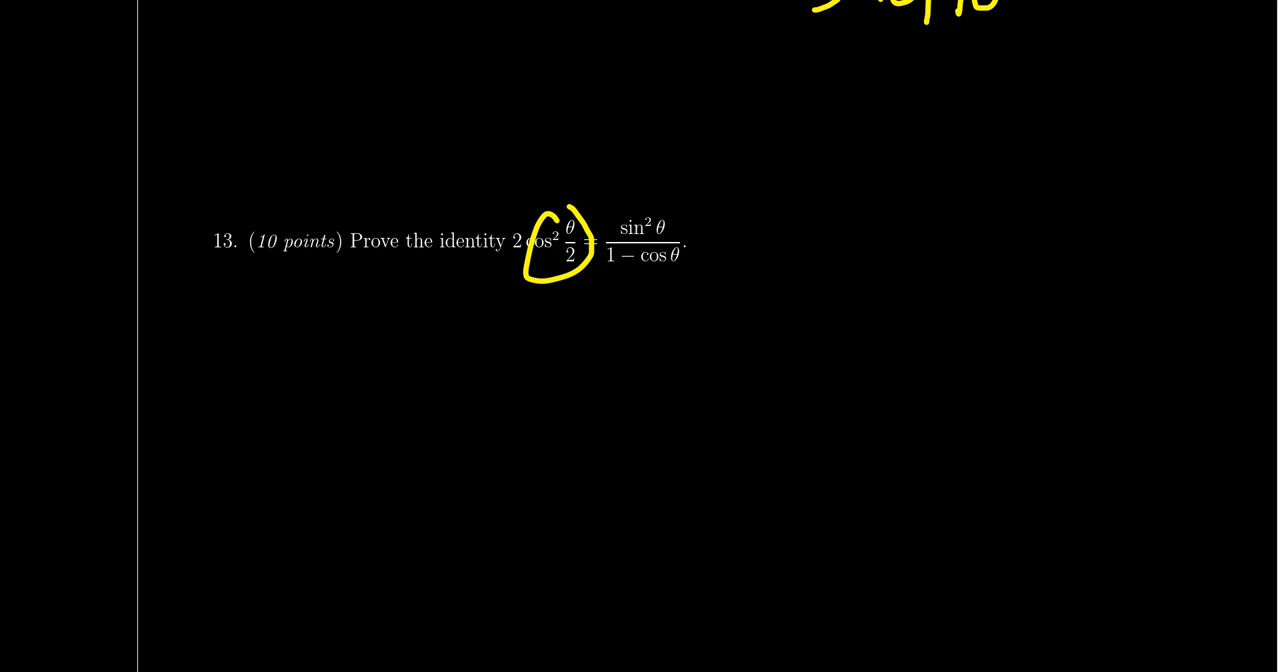 13. (10 points) Prove the identity 2 cos² θ/2 = sin² θ / 1 − cos θ.